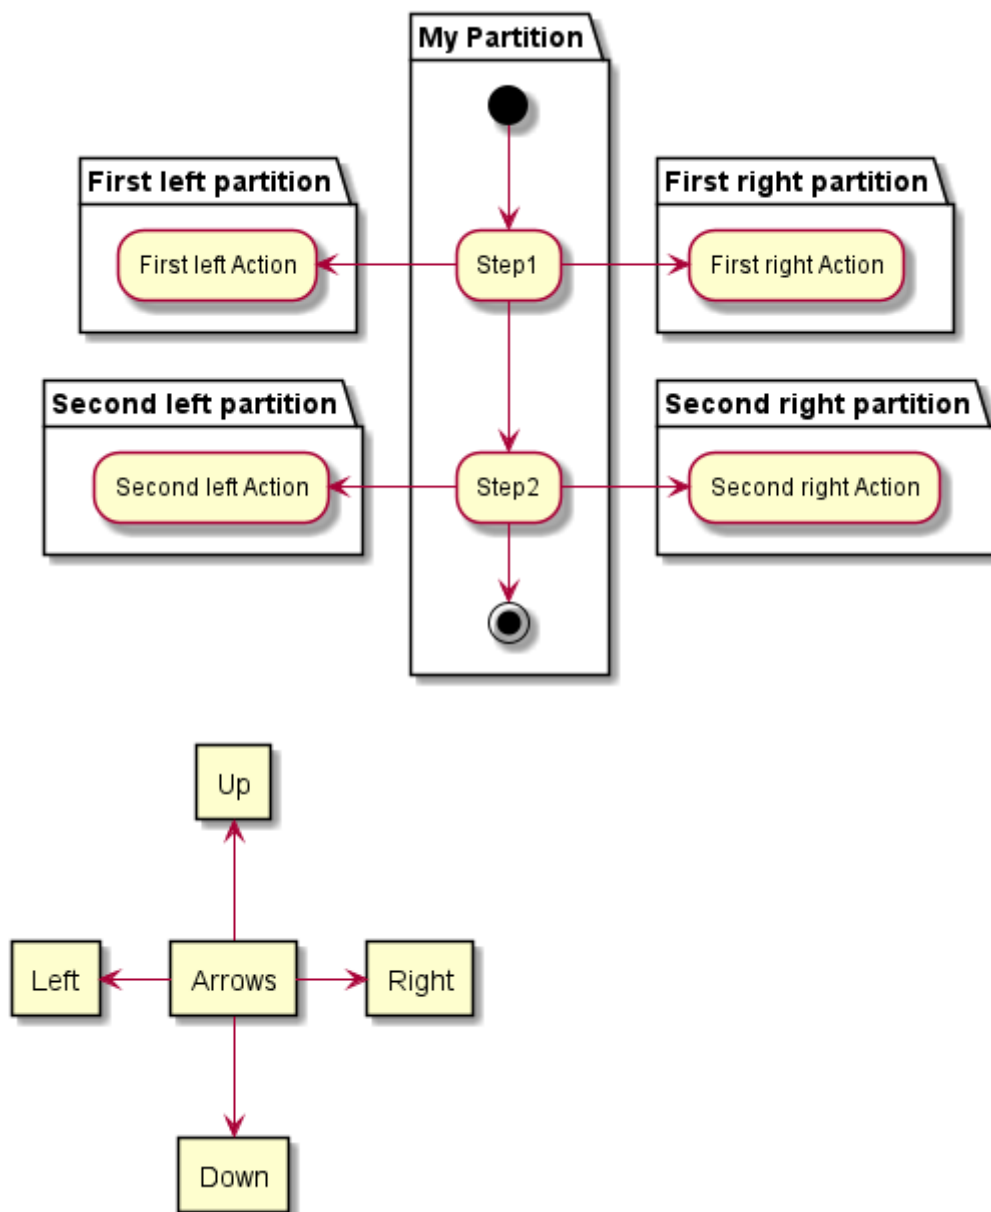 My Partition
First left partition
First right partition
First left Action
Step1
First right Action
Second left partition
Second right partition
Second left Action
Step2
Second right Action
Up
Left
Arrows
Right
Down